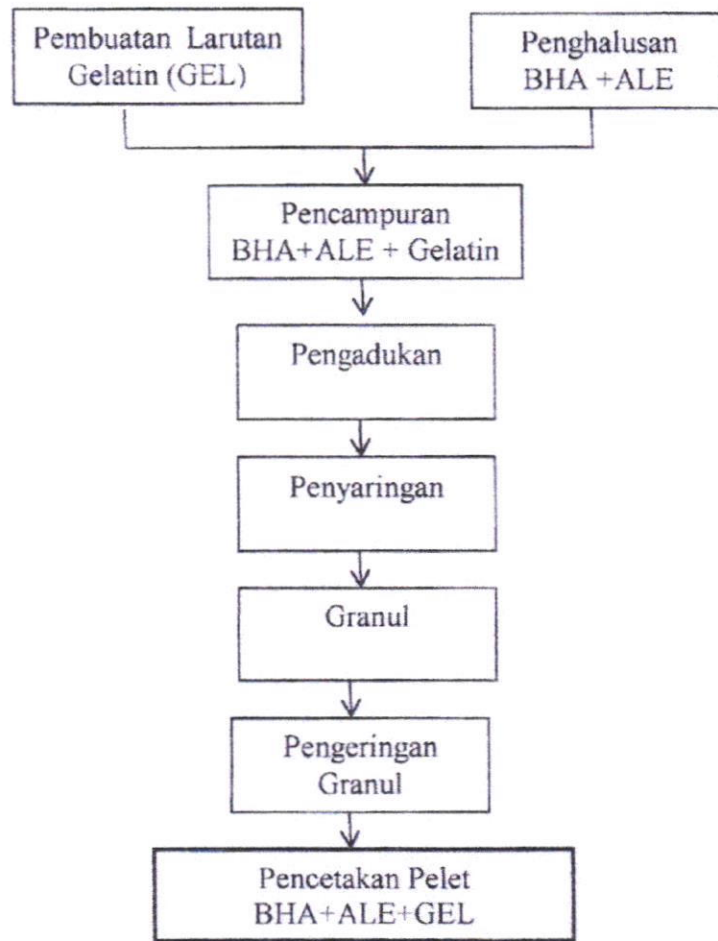 Pembuatan Larutan
Gelatin (GEL)
Penghalusan
BHA +ALE
Pencampuran
BHA+ALE + Gelatin
Pengadukan
Penyaringan
Granul
Pengeringan
Granul
Pencetakan Pelet
BHA+ALE+GEL